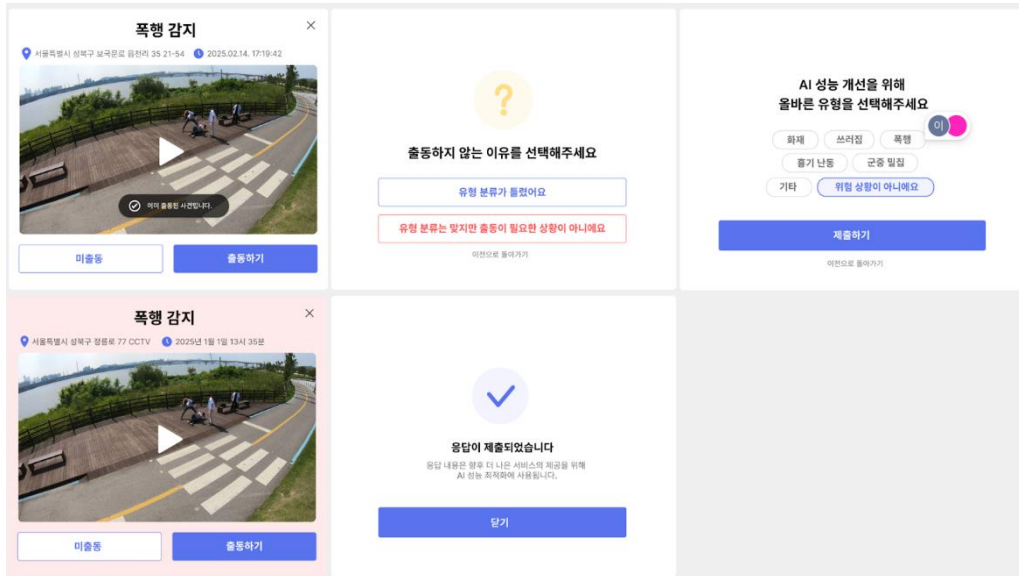 폭행 감지
서울특별시 성북구 보국문로 음전리 35 21-54 2025.02.14. 17:19:42
이미 출동된 사건입니다.
미출동 출동하기
출동하지 않는 이유를 선택해주세요
유형 분류가 틀렸어요
유형 분류는 맞지만 출동이 필요한 상황이 아니에요
이전으로 돌아가기
AI 성능 개선을 위해
올바른 유형을 선택해주세요
이
화재 쓰러짐 폭행
흉기 난동 군중 밀집
기타 위험 상황이 아니에요
제출하기
이전으로 돌아가기
폭행 감지
서울특별시 성북구 정릉로 77 CCTV 2025년 1월 1일 13시 35분
미출동 출동하기
응답이 제출되었습니다
응답 내용은 향후 더 나은 서비스의 제공을 위해
AI 성능 최적화에 사용됩니다.
닫기